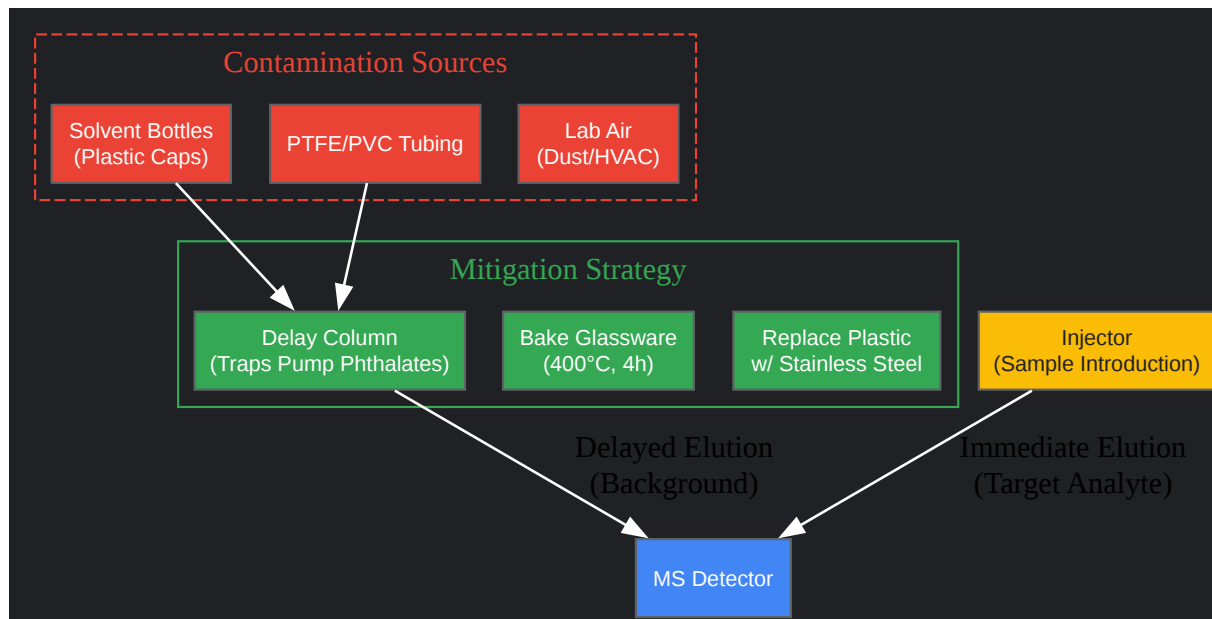 Contamination Sources
Solvent Bottles
(Plastic Caps)
PTFE/PVC Tubing
Lab Air
(Dust/HVAC)
Mitigation Strategy
Delay Column
(Traps Pump Phthalates)
Bake Glassware
(400°C, 4h)
Replace Plastic
w/ Stainless Steel
Injector
(Sample Introduction)
Delayed Elution
(Background)
Immediate Elution
(Target Analyte)
MS Detector